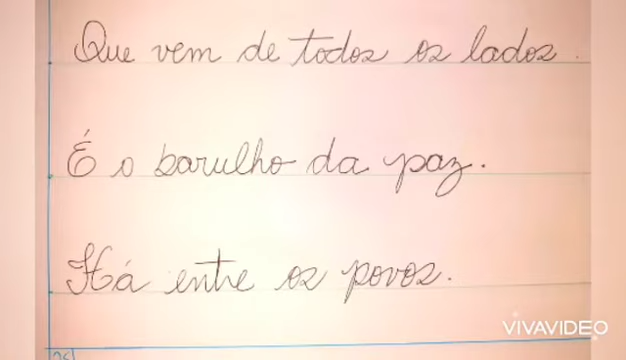 Que vem de todos os lados.
É o barulho da paz.
Há entre os povos.
VIVAVIDEO